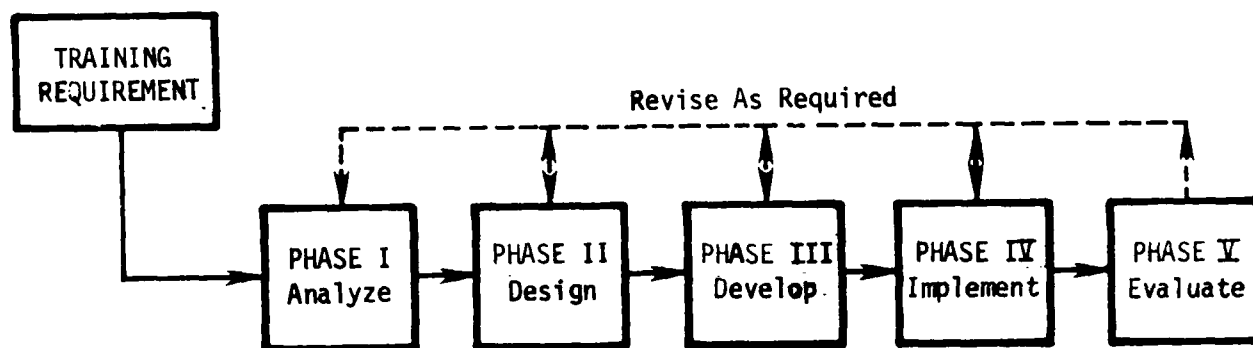 TRAINING
REQUIREMENT
Revise As Required
PHASE I
Analyze
PHASE II
Design
PHASE III
Develop
PHASE IV
Implement
PHASE V
Evaluate